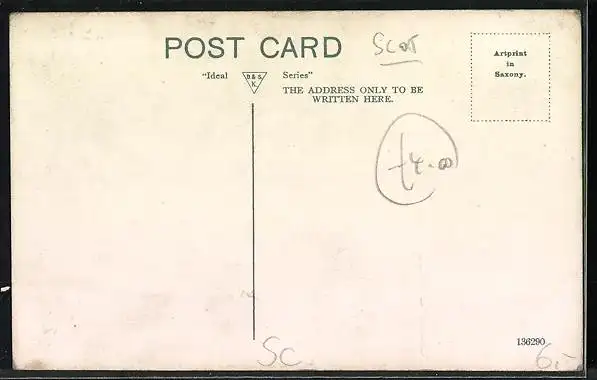 POST CARD
SCOT
"Ideal B & S. K. Series"
THE ADDRESS ONLY TO BE
WRITTEN HERE.
Artprint
in
Saxony.
£4.00
136290
SC
6,-